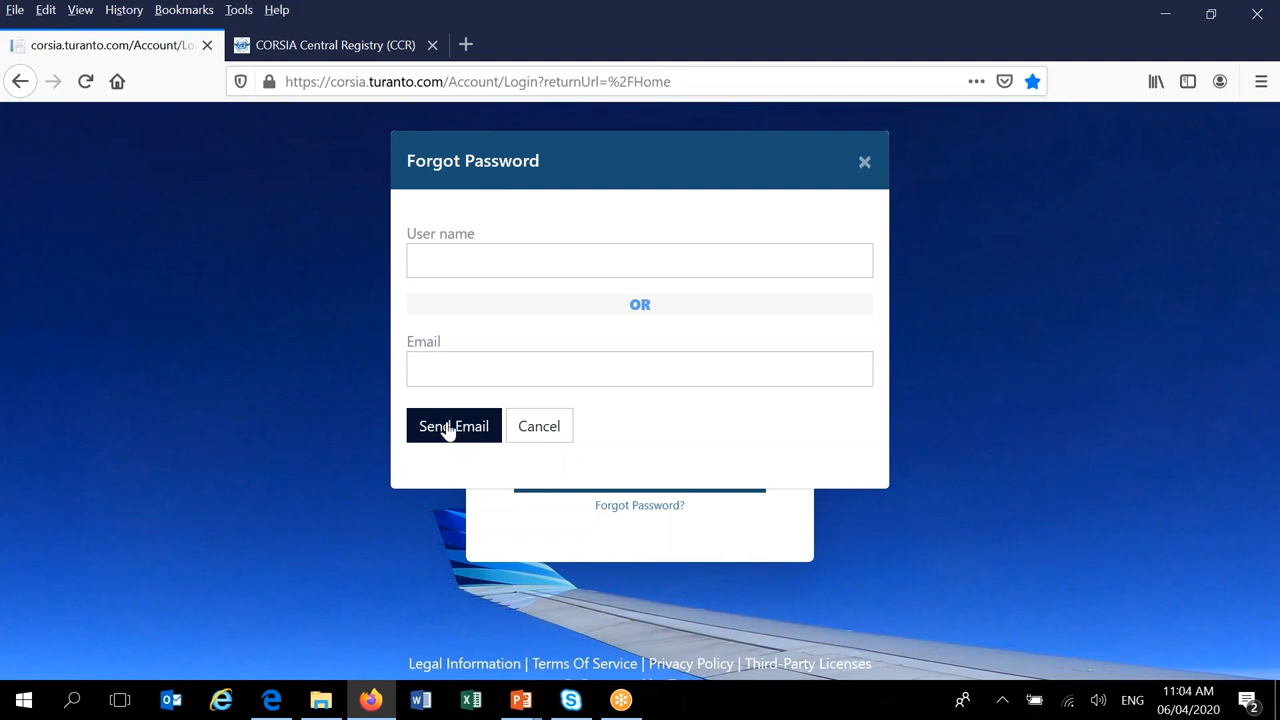 File Edit View History Bookmarks Tools Help
corsia.turanto.com/Account/Lo
CORSIA Central Registry (CCR)
https://corsia.turanto.com/Account/Login?returnUrl=%2FHome
Forgot Password
User name
OR
Email
Send Email
Cancel
Forgot Password?
Legal Information | Terms Of Service | Privacy Policy | Third-Party Licenses
ENG
11:04 AM
06/04/2020
2